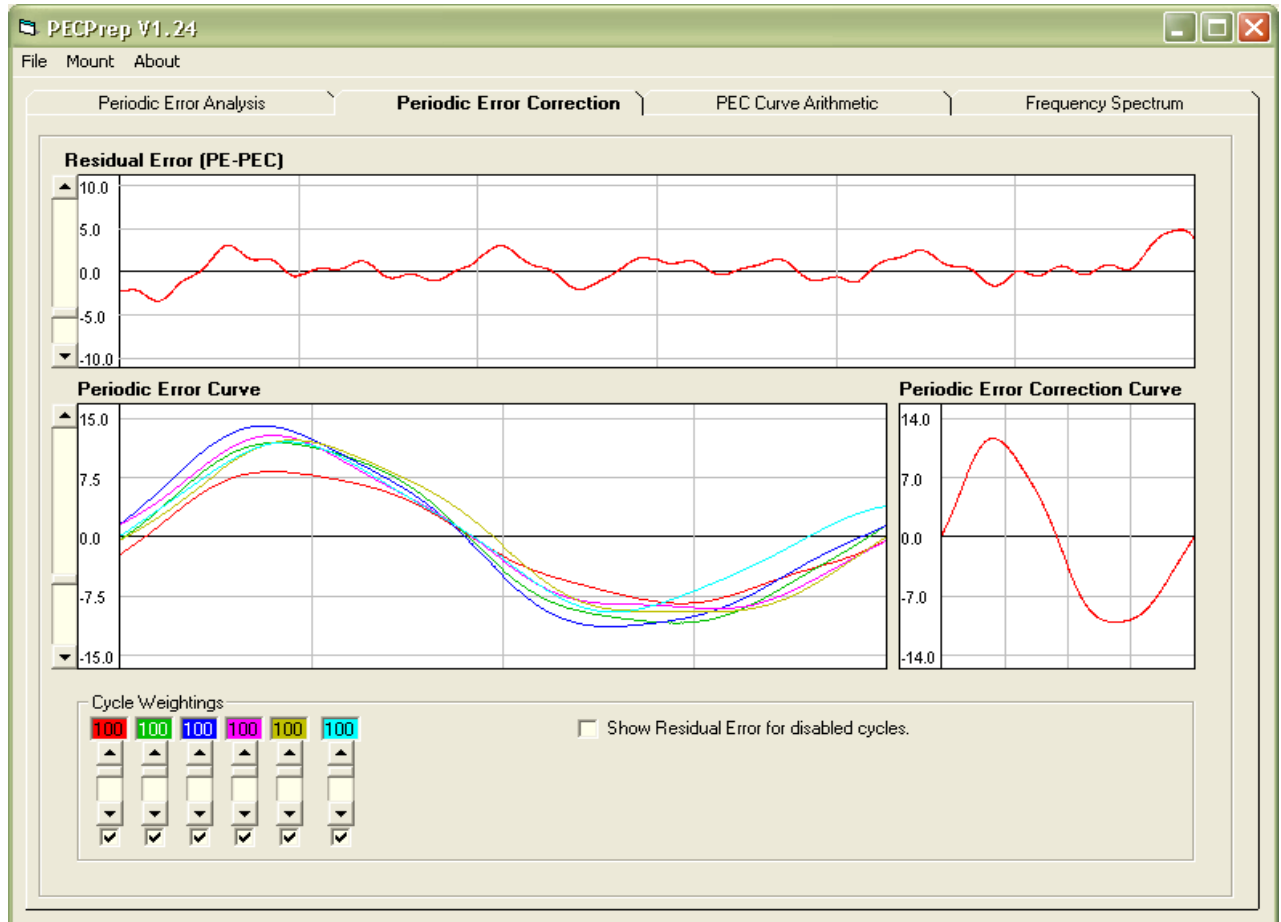 PECPrep V1.24
File Mount About
Periodic Error Analysis Periodic Error Correction PEC Curve Arithmetic Frequency Spectrum
Residual Error (PE-PEC)
10.0
5.0
0.0
-5.0
-10.0
Periodic Error Curve Periodic Error Correction Curve
15.0 14.0
7.5 7.0
0.0 0.0
-7.5 -7.0
-15.0 -14.0
Cycle Weightings
100 100 100 100 100 100 Show Residual Error for disabled cycles.